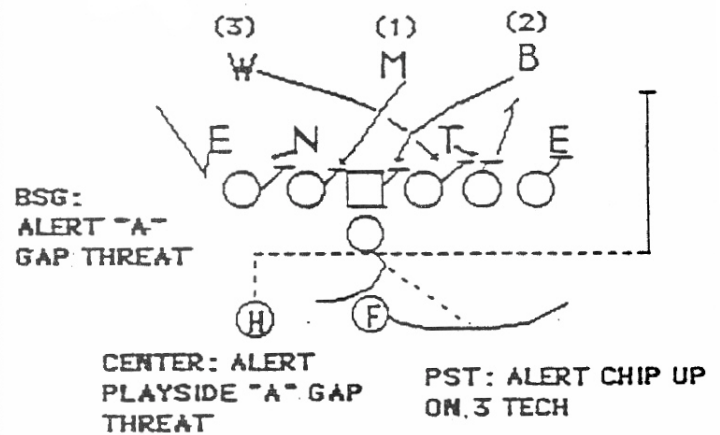 (3) (1) (2)
W M B
E N T E
BSG:
ALERT "A"
GAP THREAT
H F
CENTER: ALERT
PLAYSIDE "A" GAP
THREAT
PST: ALERT CHIP UP
ON 3 TECH